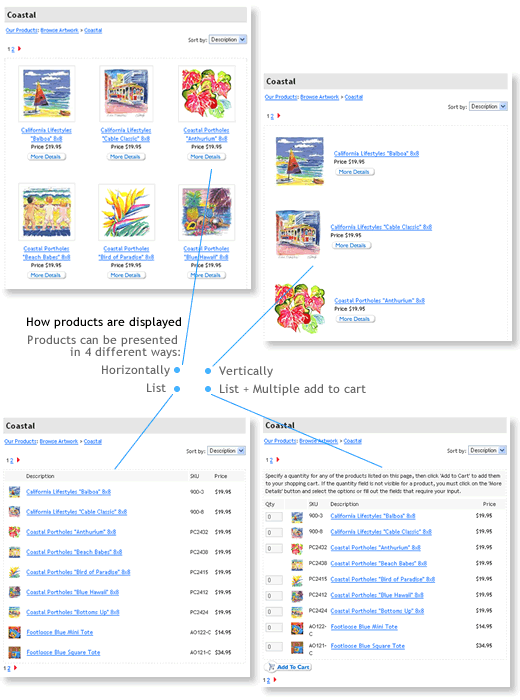 Coastal
Our Products: Browse Artwork > Coastal
Sort by: Description
1 2
California Lifestyles "Balboa" 8x8
Price $19.95
More Details
California Lifestyles "Cable Classic" 8x8
Price $19.95
More Details
Coastal Portholes "Anthurium" 8x8
Price $19.95
More Details
Coastal Portholes "Beach Babes" 8x8
Price $19.95
More Details
Coastal Portholes "Bird of Paradise" 8x8
Price $19.95
More Details
Coastal Portholes "Blue Hawaii" 8x8
Price $19.95
More Details
Coastal
Our Products: Browse Artwork > Coastal
Sort by: Description
1 2
California Lifestyles "Balboa" 8x8
Price $19.95
More Details
California Lifestyles "Cable Classic" 8x8
Price $19.95
More Details
Coastal Portholes "Anthurium" 8x8
Price $19.95
More Details
How products are displayed
Products can be presented
in 4 different ways:
Horizontally
Vertically
List
List + Multiple add to cart
Coastal
Our Products: Browse Artwork > Coastal
Sort by: Description
1 2
Description SKU Price
California Lifestyles "Balboa" 8x8 900-3 $19.95
California Lifestyles "Cable Classic" 8x8 900-8 $19.95
Coastal Portholes "Anthurium" 8x8 PC2432 $19.95
Coastal Portholes "Beach Babes" 8x8 PC2438 $19.95
Coastal Portholes "Bird of Paradise" 8x8 PC2415 $19.95
Coastal Portholes "Blue Hawaii" 8x8 PC2412 $19.95
Coastal Portholes "Bottoms Up" 8x8 PC2424 $19.95
Footloose Blue Mini Tote AO122-C $14.95
Footloose Blue Square Tote AO121-C $34.95
Coastal
Our Products: Browse Artwork > Coastal
Sort by: Description
1 2
Specify a quantity for any of the products listed on this page, then click 'Add to Cart' to add them
to your shopping cart. If the quantity field is not visible for a product, you must click on the 'More
Details' button and select the options or fill out the fields that require your input.
Qty SKU Description Price
0 900-3 California Lifestyles "Balboa" 8x8 $19.95
0 900-8 California Lifestyles "Cable Classic" 8x8 $19.95
0 PC2432 Coastal Portholes "Anthurium" 8x8 $19.95
PC2438 Coastal Portholes "Beach Babes" 8x8 $19.95
0 PC2415 Coastal Portholes "Bird of Paradise" 8x8 $19.95
0 PC2412 Coastal Portholes "Blue Hawaii" 8x8 $19.95
0 PC2424 Coastal Portholes "Bottoms Up" 8x8 $19.95
0 AO122-C Footloose Blue Mini Tote $14.95
0 AO121-C Footloose Blue Square Tote $34.95
Add To Cart
1 2